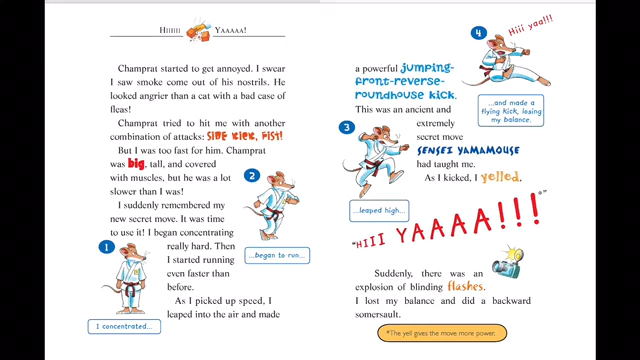 HIIIIII YAAAAA!
Champrat started to get annoyed. I swear
I saw smoke come out of his nostrils. He
looked angrier than a cat with a bad case of
fleas!
Champrat tried to hit me with another
combination of attacks: SIDE KICK, FIST!
But I was too fast for him. Champrat
was big, tall, and covered
with muscles, but he was a lot
slower than I was!
I suddenly remembered my
new secret move. It was time
to use it! I began concentrating
really hard. Then
I started running
even faster than
before.
As I picked up speed, I
leaped into the air and made
1
I concentrated...
2
...began to run...
a powerful jumping-
front-reverse-
roundhouse kick.
This was an ancient and
extremely
secret move
SENSEI YAMAMOUSE
had taught me.
As I kicked, I yelled.
3
...leaped high...
4
Hiii yaa!!!
...and made a
flying kick, losing
my balance.
"HIII YAAAA!!!"*
Suddenly, there was an
explosion of blinding flashes.
I lost my balance and did a backward
somersault.
*The yell gives the move more power.